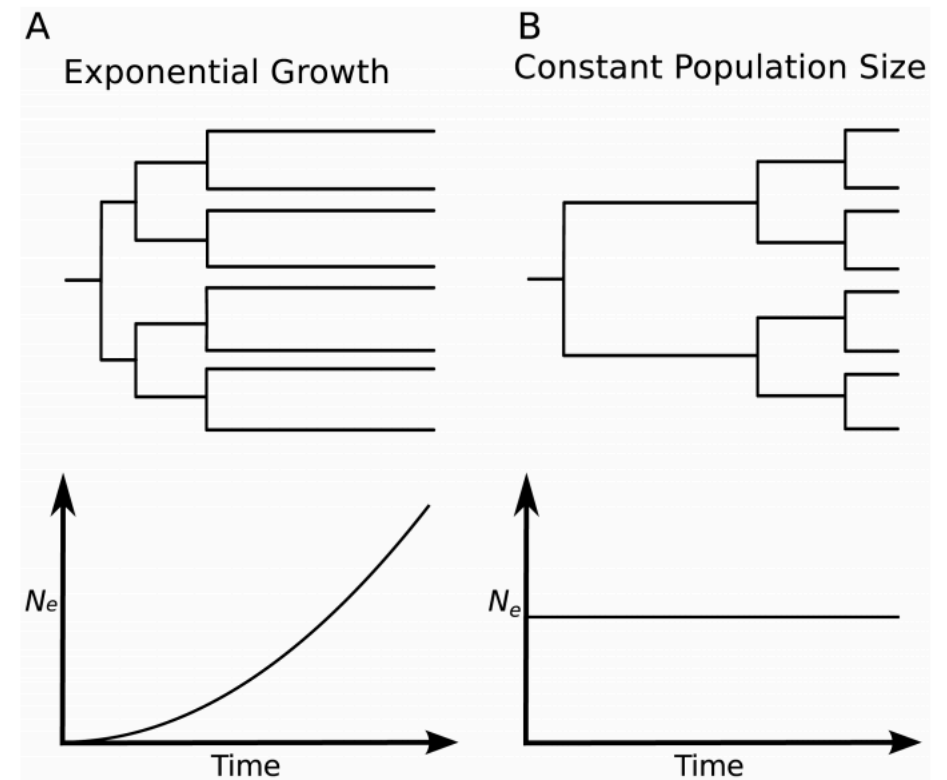 A
Exponential Growth
Ne
Time
B
Constant Population Size
Ne
Time